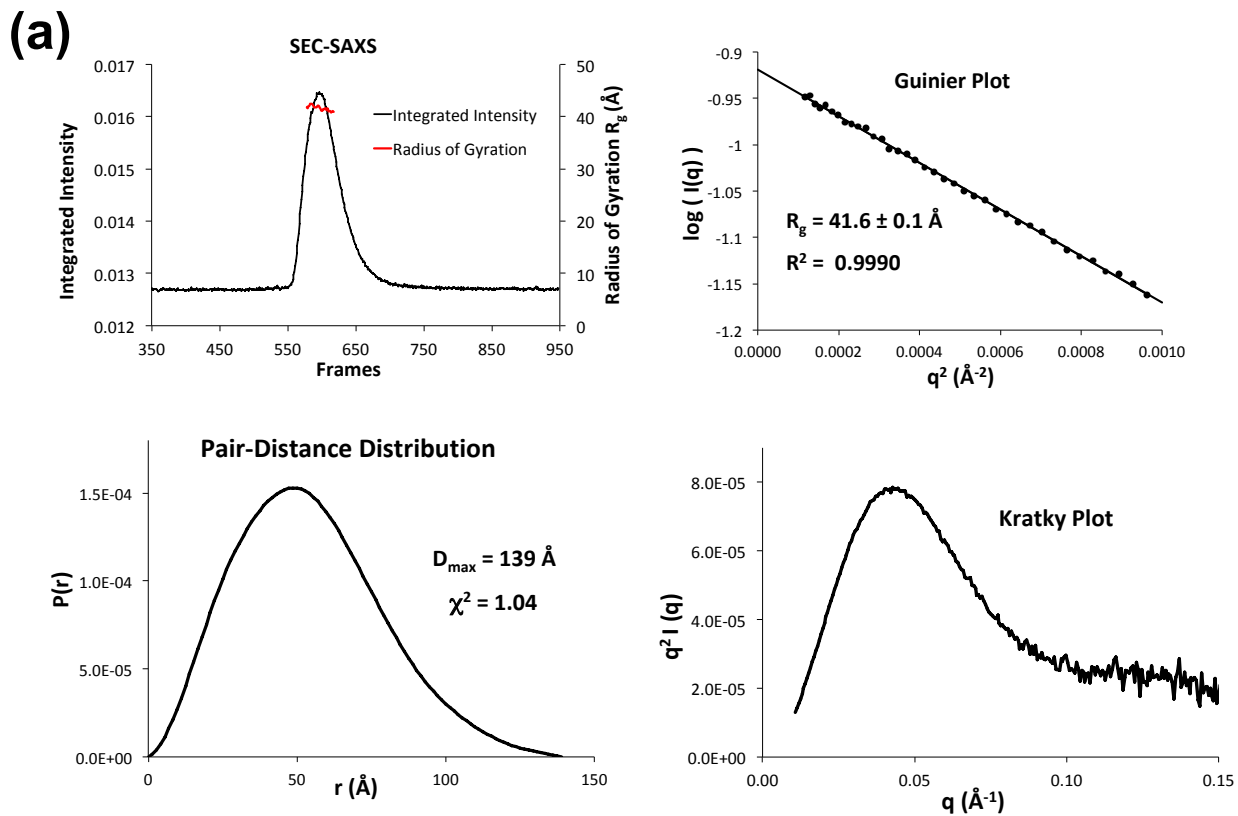 (a)
SEC-SAXS
0.017
0.016
0.015
0.014
0.013
0.012
Integrated Intensity
50
40
30
20
10
0
Radius of Gyration Rg (Å)
Integrated Intensity
Radius of Gyration
350 450 550 650 750 850 950
Frames
Guinier Plot
-0.9
-0.95
-1
-1.05
-1.1
-1.15
-1.2
log ( I(q) )
Rg = 41.6 ± 0.1 Å
R² = 0.9990
0.0000 0.0002 0.0004 0.0006 0.0008 0.0010
q² (Å⁻²)
Pair-Distance Distribution
1.5E-04
1.0E-04
5.0E-05
0.0E+00
P(r)
Dmax = 139 Å
χ² = 1.04
0 50 100 150
r (Å)
Kratky Plot
8.0E-05
6.0E-05
4.0E-05
2.0E-05
0.0E+00
q² I (q)
0.00 0.05 0.10 0.15
q (Å⁻¹)